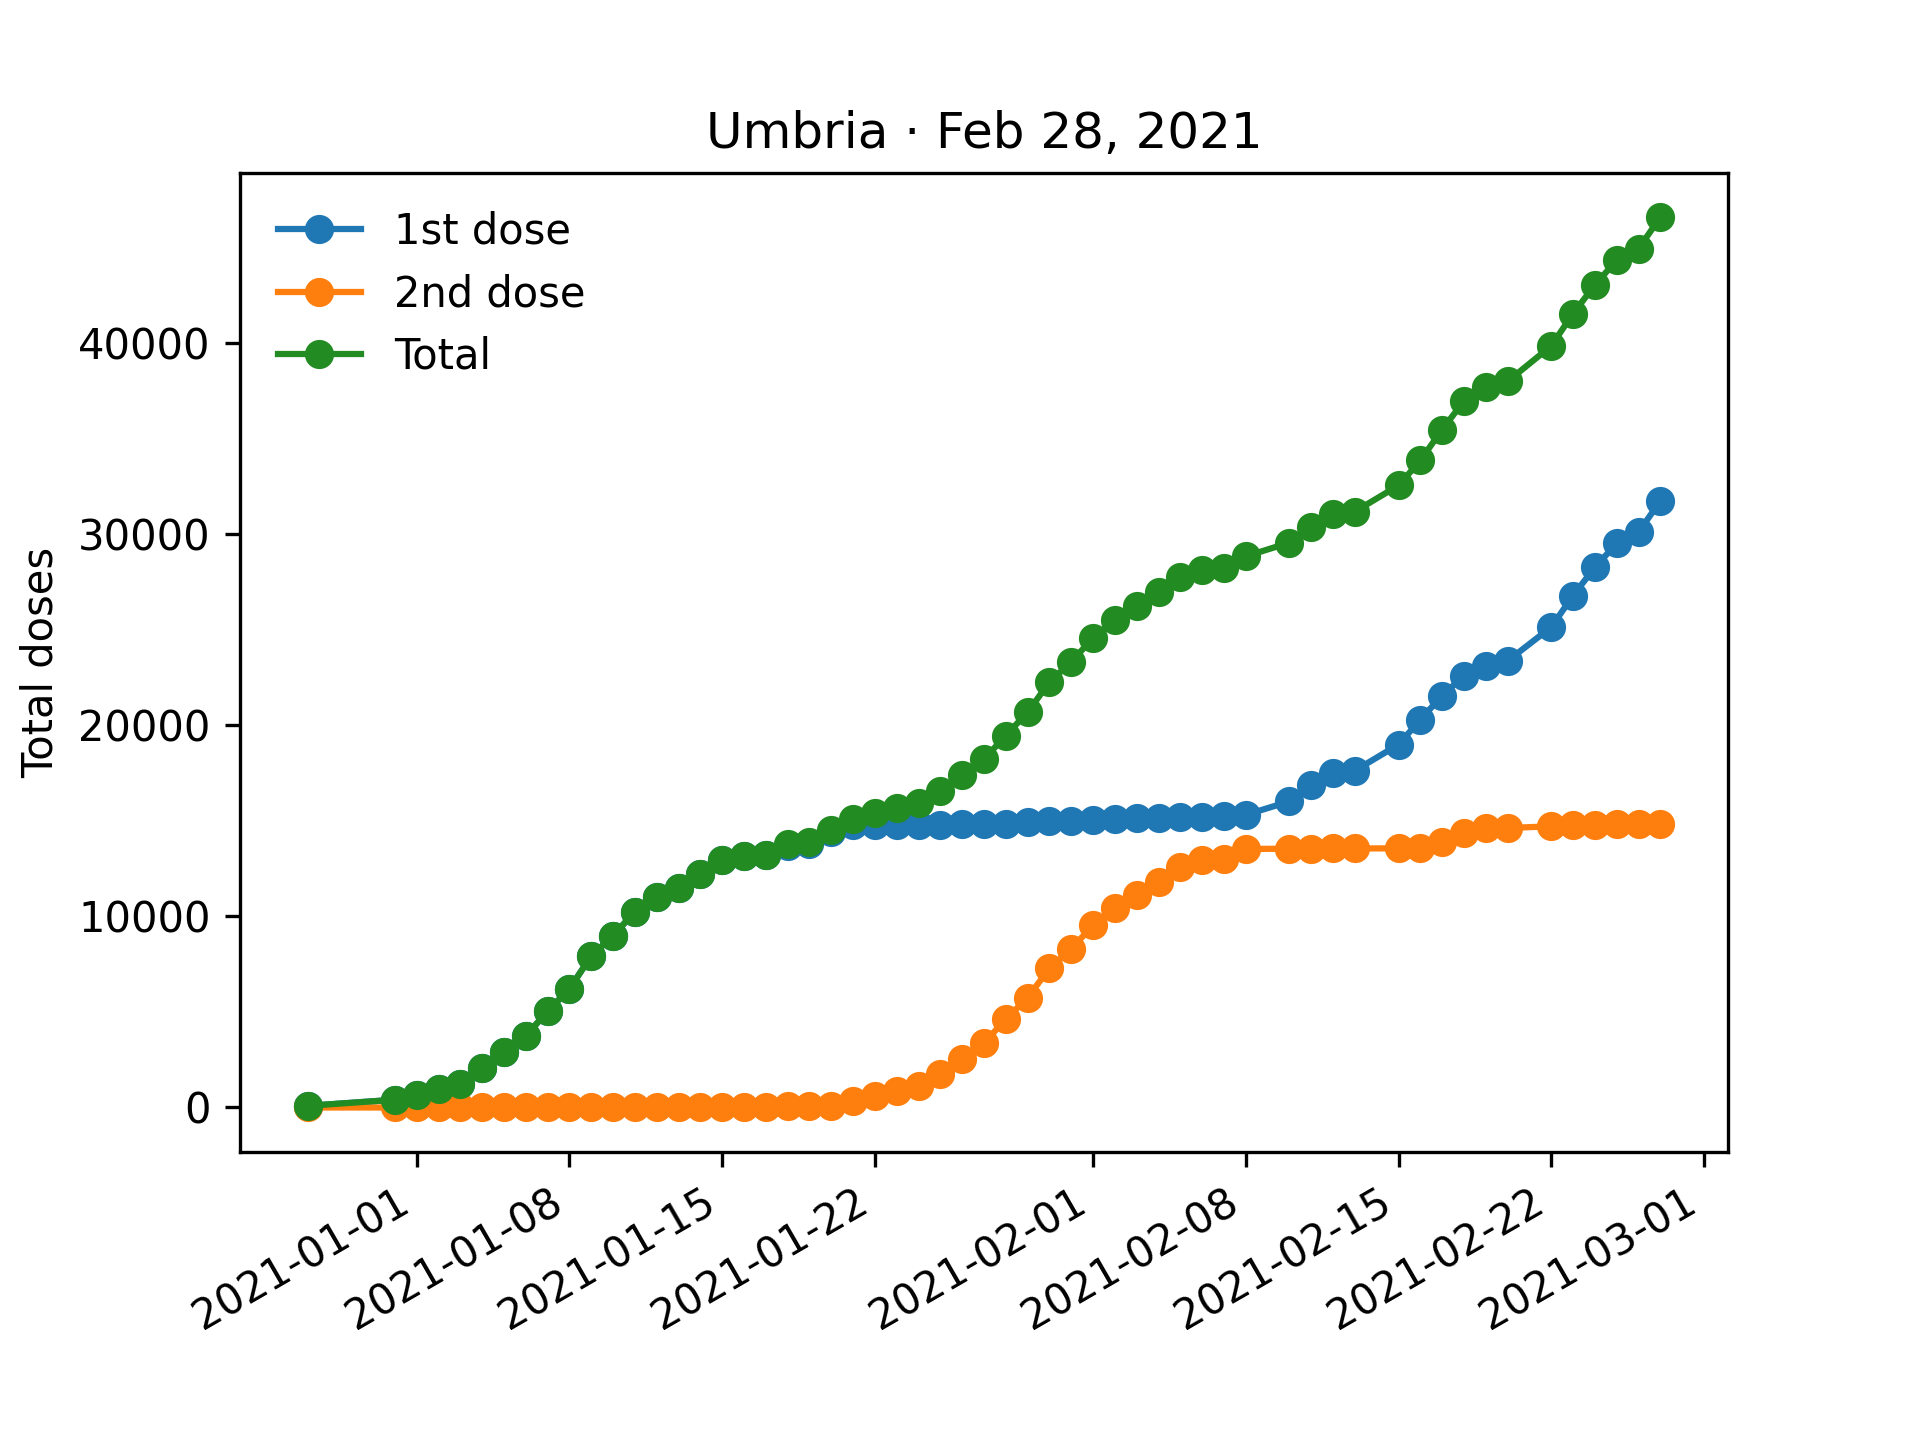 Umbria · Feb 28, 2021
1st dose
2nd dose
Total
Total doses
40000
30000
20000
10000
0
2021-01-01
2021-01-08
2021-01-15
2021-01-22
2021-02-01
2021-02-08
2021-02-15
2021-02-22
2021-03-01